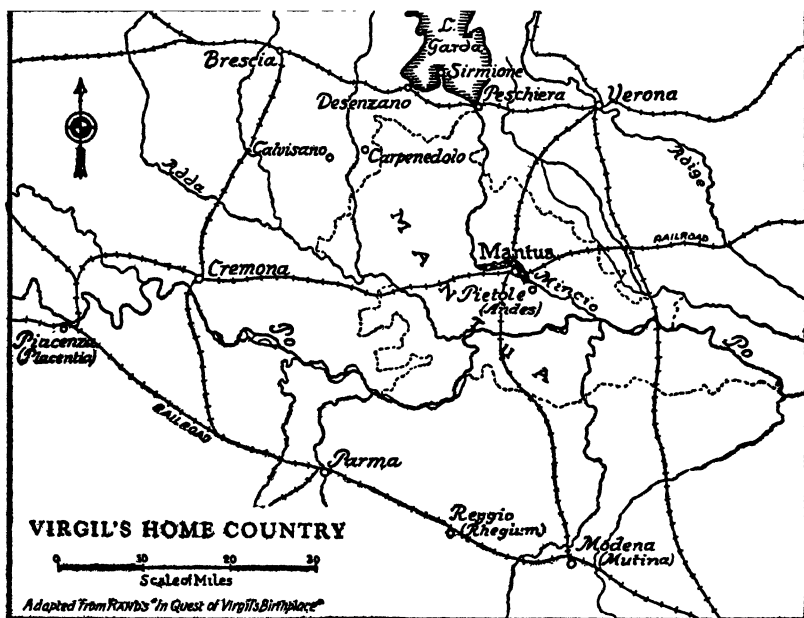 L.
Garda
Brescia
Sirmione
Desenzano
Peschiera
Verona
Calvisano
Carpenedolo
Adda
Adige
MANTUA
RAILROAD
Mantua
Cremona
Mincio
Pietole
(Andes)
Po
Po
Piacenza
(Placentia)
RAILROAD
Parma
VIRGIL'S HOME COUNTRY
Reggio
(Rhegium)
Modena
(Mutina)
0 10 20 30
Scale of Miles
Adapted from RAND'S "In Quest of Virgil's Birthplace"